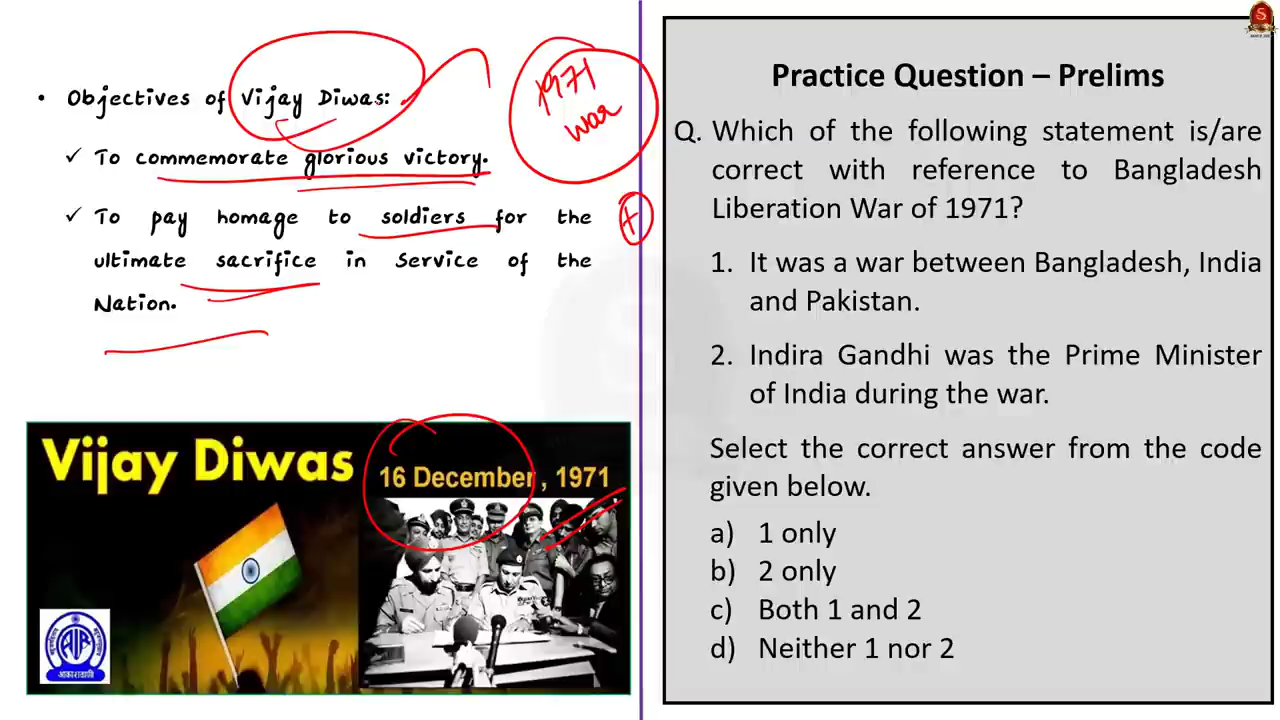 • Objectives of Vijay Diwas:
✓ To commemorate glorious victory.
✓ To pay homage to soldiers for the
ultimate sacrifice in service of the
Nation.
1971
war
Vijay Diwas
16 December, 1971
आकाशवाणी
Practice Question – Prelims
Q. Which of the following statement is/are
correct with reference to Bangladesh
Liberation War of 1971?
1. It was a war between Bangladesh, India
and Pakistan.
2. Indira Gandhi was the Prime Minister
of India during the war.
Select the correct answer from the code
given below.
a) 1 only
b) 2 only
c) Both 1 and 2
d) Neither 1 nor 2